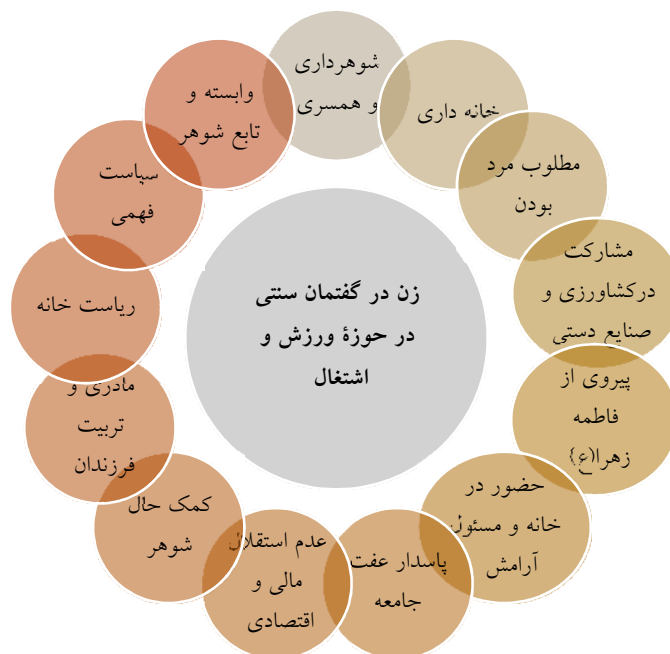 زن در گفتمان سنتی
در حوزهٔ ورزش و
اشتغال
شوهرداری
و همسری
خانه داری
مطلوب مرد
بودن
مشارکت
درکشاورزی و
صنایع دستی
پیروی از
فاطمه
زهرا(ع)
حضور در
خانه و مسئول
آرامش
پاسدار عفت
جامعه
عدم استقلال
مالی و
اقتصادی
کمک حال
شوهر
مادری و
تربیت
فرزندان
ریاست خانه
سیاست
فهمی
وابسته و
تابع شوهر